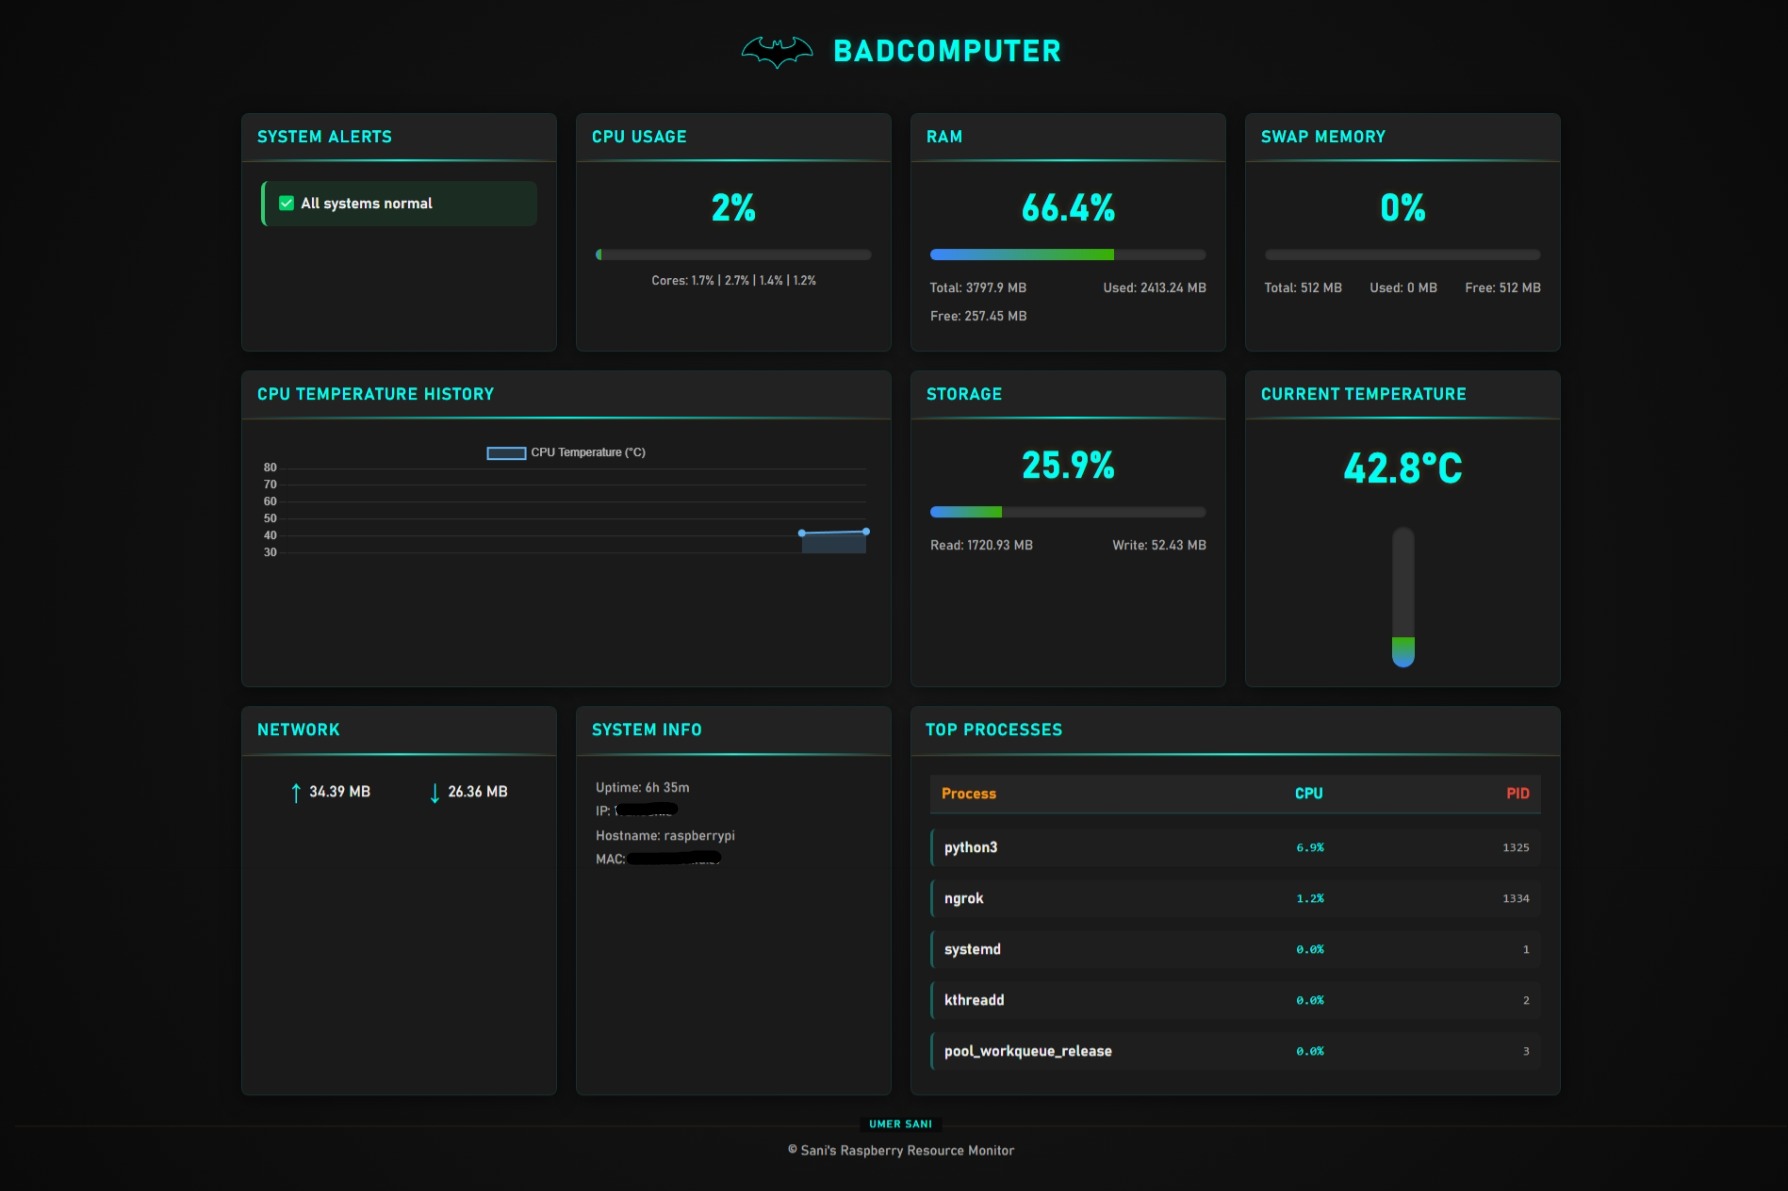 BADCOMPUTER
SYSTEM ALERTS
All systems normal
CPU USAGE
2%
Cores: 1.7% | 2.7% | 1.4% | 1.2%
RAM
66.4%
Total: 3797.9 MB
Used: 2413.24 MB
Free: 257.45 MB
SWAP MEMORY
0%
Total: 512 MB
Used: 0 MB
Free: 512 MB
CPU TEMPERATURE HISTORY
CPU Temperature (°C)
80
70
60
50
40
30
STORAGE
25.9%
Read: 1720.93 MB
Write: 52.43 MB
CURRENT TEMPERATURE
42.8°C
NETWORK
↑ 34.39 MB
↓ 26.36 MB
SYSTEM INFO
Uptime: 6h 35m
IP:
Hostname: raspberrypi
MAC:
TOP PROCESSES
Process CPU PID
python3 6.9% 1325
ngrok 1.2% 1334
systemd 0.0% 1
kthreadd 0.0% 2
pool_workqueue_release 0.0% 3
UMER SANI
© Sani's Raspberry Resource Monitor